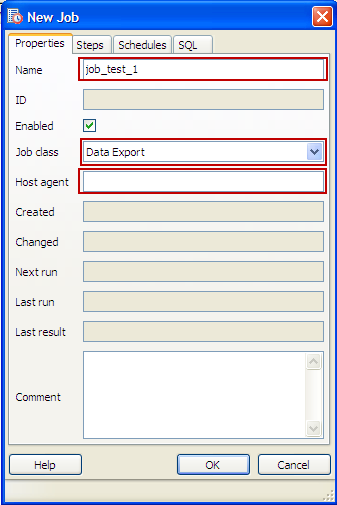 New Job
Properties Steps Schedules SQL
Name job_test_1
ID
Enabled
Job class Data Export
Host agent
Created
Changed
Next run
Last run
Last result
Comment
Help OK Cancel